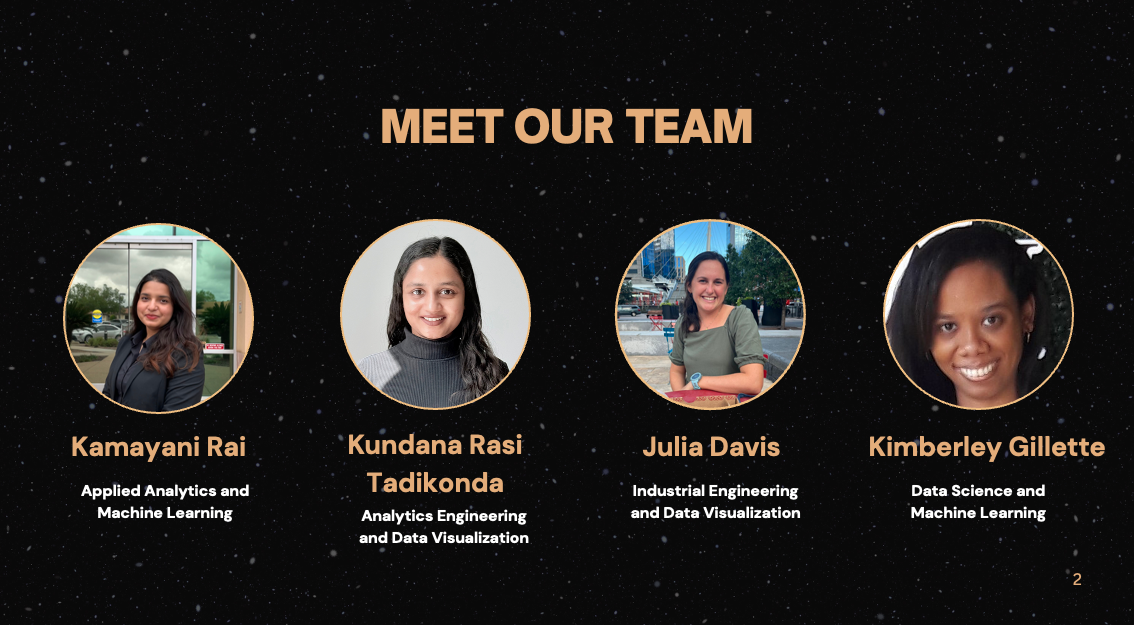 MEET OUR TEAM
Kamayani Rai
Applied Analytics and
Machine Learning
Kundana Rasi
Tadikonda
Analytics Engineering
and Data Visualization
Julia Davis
Industrial Engineering
and Data Visualization
Kimberley Gillette
Data Science and
Machine Learning
2